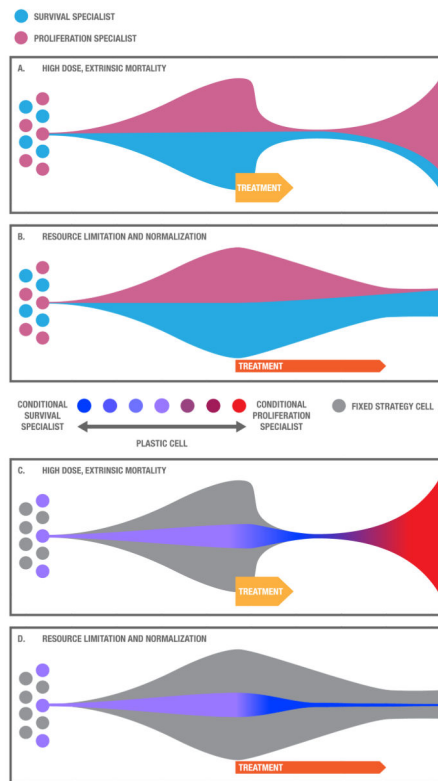 SURVIVAL SPECIALIST
PROLIFERATION SPECIALIST
A. HIGH DOSE, EXTRINSIC MORTALITY
TREATMENT
B. RESOURCE LIMITATION AND NORMALIZATION
TREATMENT
CONDITIONAL
SURVIVAL
SPECIALIST
CONDITIONAL
PROLIFERATION
SPECIALIST
FIXED STRATEGY CELL
PLASTIC CELL
C. HIGH DOSE, EXTRINSIC MORTALITY
TREATMENT
D. RESOURCE LIMITATION AND NORMALIZATION
TREATMENT